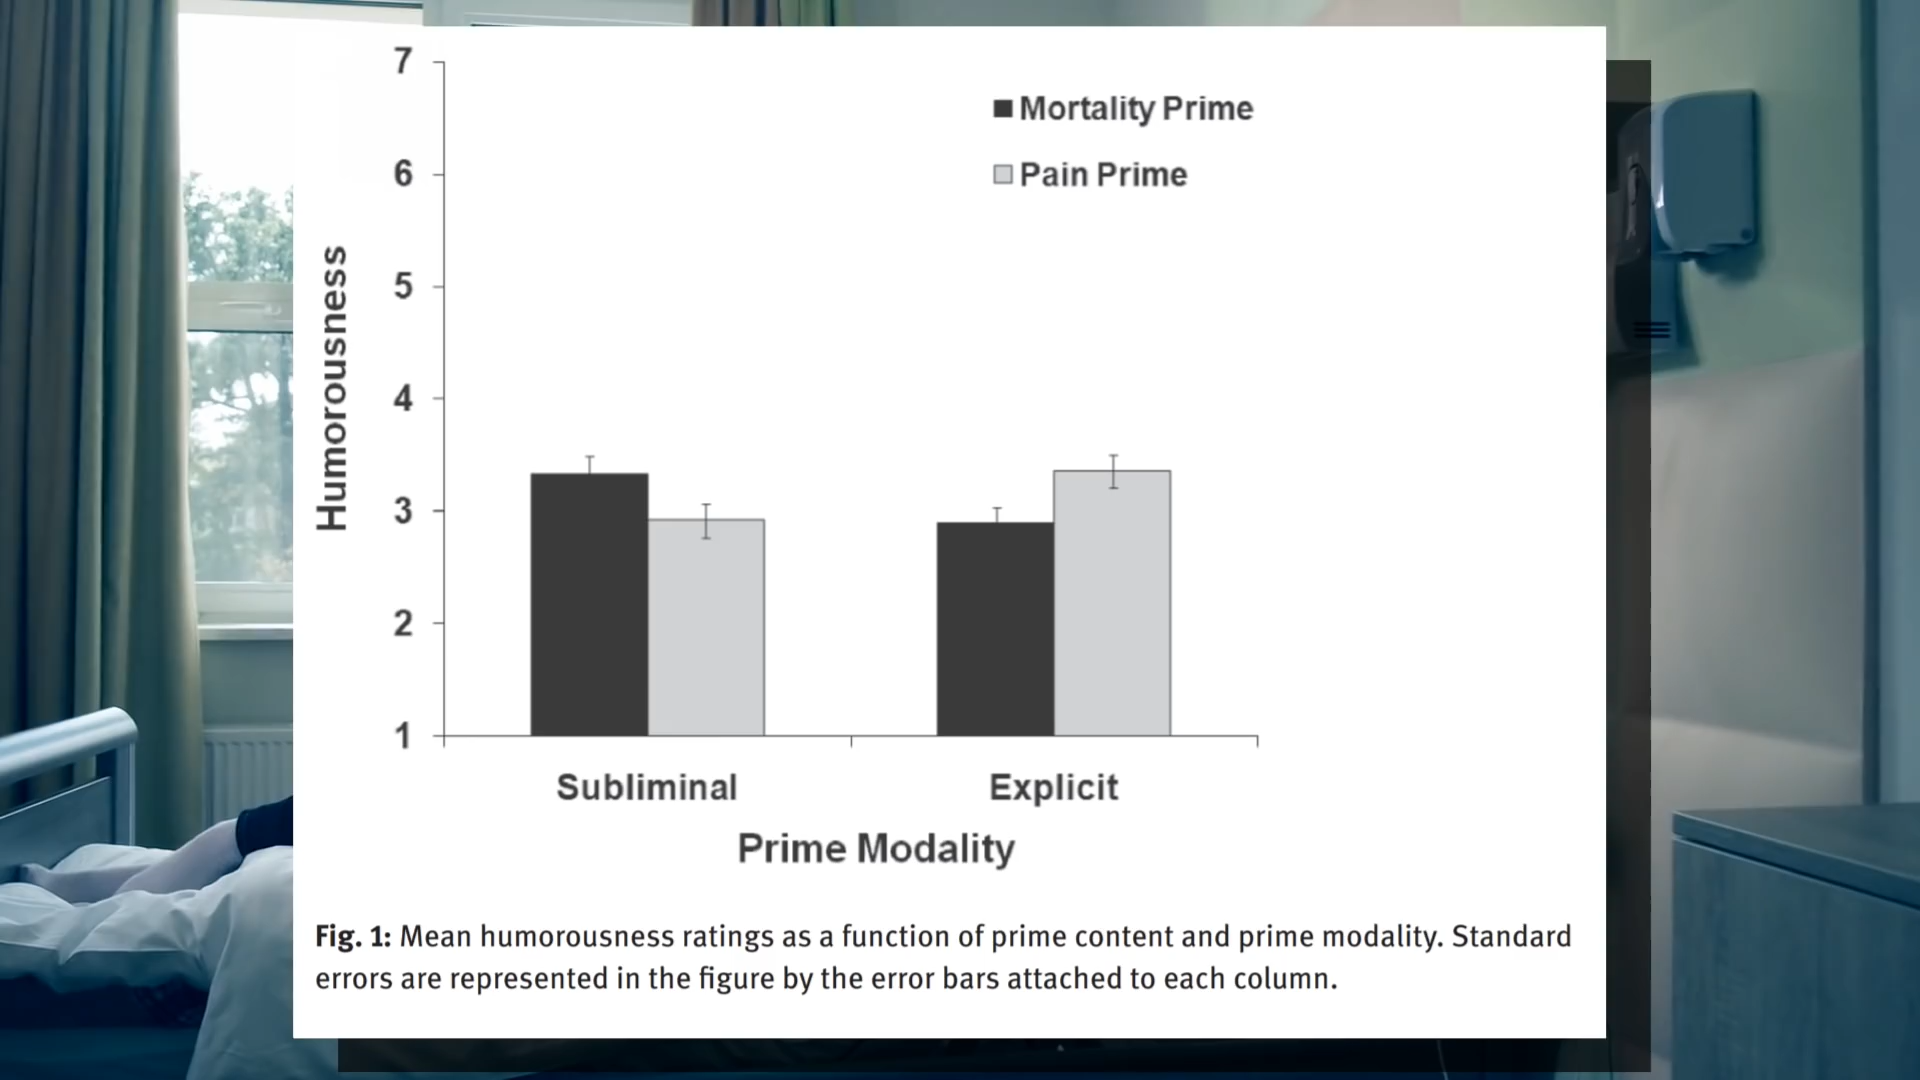 7
Mortality Prime
Pain Prime
6
5
4
3
2
1
Humorousness
Subliminal
Explicit
Prime Modality
Fig. 1: Mean humorousness ratings as a function of prime content and prime modality. Standard
errors are represented in the figure by the error bars attached to each column.